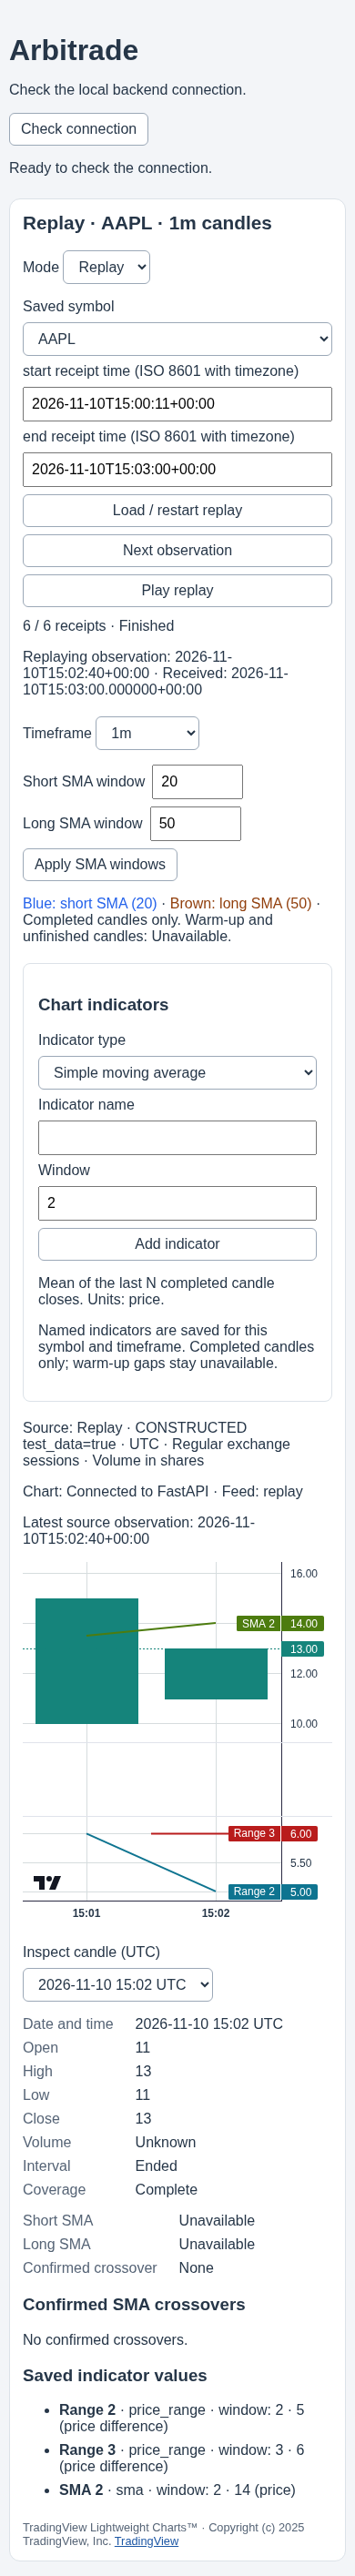 Arbitrade
Check the local backend connection.
Check connection
Ready to check the connection.
Replay · AAPL · 1m candles
Mode Replay
Saved symbol
AAPL
start receipt time (ISO 8601 with timezone)
2026-11-10T15:00:11+00:00
end receipt time (ISO 8601 with timezone)
2026-11-10T15:03:00+00:00
Load / restart replay
Next observation
Play replay
6 / 6 receipts · Finished
Replaying observation: 2026-11-
10T15:02:40+00:00 · Received: 2026-11-
10T15:03:00.000000+00:00
Timeframe 1m
Short SMA window 20
Long SMA window 50
Apply SMA windows
Blue: short SMA (20) · Brown: long SMA (50) ·
Completed candles only. Warm-up and
unfinished candles: Unavailable.
Chart indicators
Indicator type
Simple moving average
Indicator name
Window
2
Add indicator
Mean of the last N completed candle
closes. Units: price.
Named indicators are saved for this
symbol and timeframe. Completed candles
only; warm-up gaps stay unavailable.
Source: Replay · CONSTRUCTED
test_data=true · UTC · Regular exchange
sessions · Volume in shares
Chart: Connected to FastAPI · Feed: replay
Latest source observation: 2026-11-
10T15:02:40+00:00
16.00
SMA 2 14.00
13.00
12.00
10.00
Range 3 6.00
5.50
Range 2 5.00
15:01 15:02
Inspect candle (UTC)
2026-11-10 15:02 UTC
Date and time 2026-11-10 15:02 UTC
Open 11
High 13
Low 11
Close 13
Volume Unknown
Interval Ended
Coverage Complete
Short SMA Unavailable
Long SMA Unavailable
Confirmed crossover None
Confirmed SMA crossovers
No confirmed crossovers.
Saved indicator values
• Range 2 · price_range · window: 2 · 5
(price difference)
• Range 3 · price_range · window: 3 · 6
(price difference)
• SMA 2 · sma · window: 2 · 14 (price)
TradingView Lightweight Charts™ · Copyright (c) 2025
TradingView, Inc. TradingView